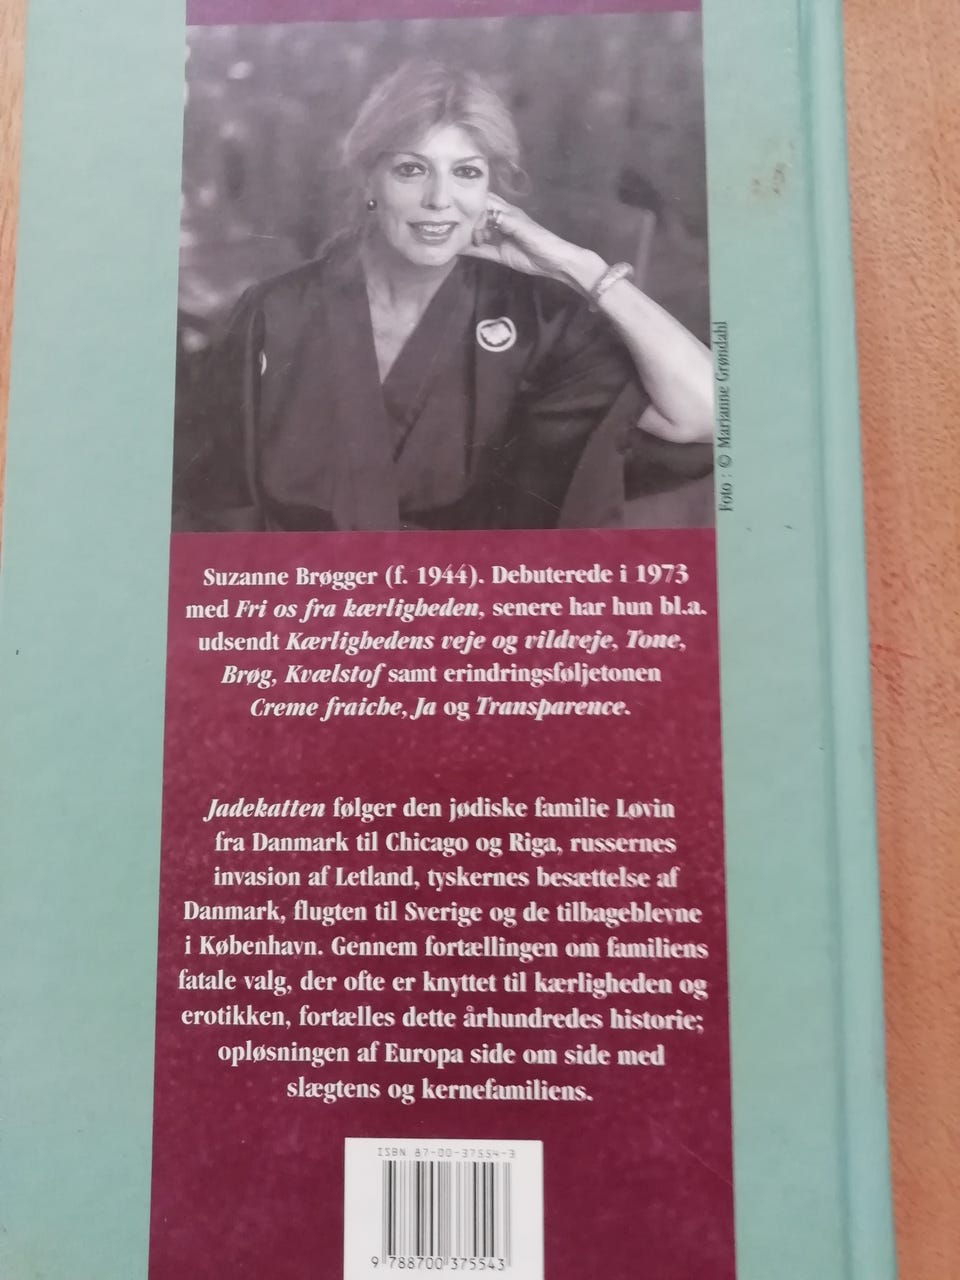 Foto : © Marianne Grøndahl
Suzanne Brøgger (f. 1944). Debuterede i 1973
med Fri os fra kærligheden, senere har hun bl.a.
udsendt Kærlighedens veje og vildveje, Tone,
Brøg, Kvælstof samt erindringsføljetonen
Creme fraiche, Ja og Transparence.
Jadekatten følger den jødiske familie Løvin
fra Danmark til Chicago og Riga, russernes
invasion af Letland, tyskernes besættelse af
Danmark, flugten til Sverige og de tilbageblevne
i København. Gennem fortællingen om familiens
fatale valg, der ofte er knyttet til kærligheden og
erotikken, fortælles dette århundredes historie;
opløsningen af Europa side om side med
slægtens og kernefamiliens.
ISBN 87-00-37554-3
9 788700 375543